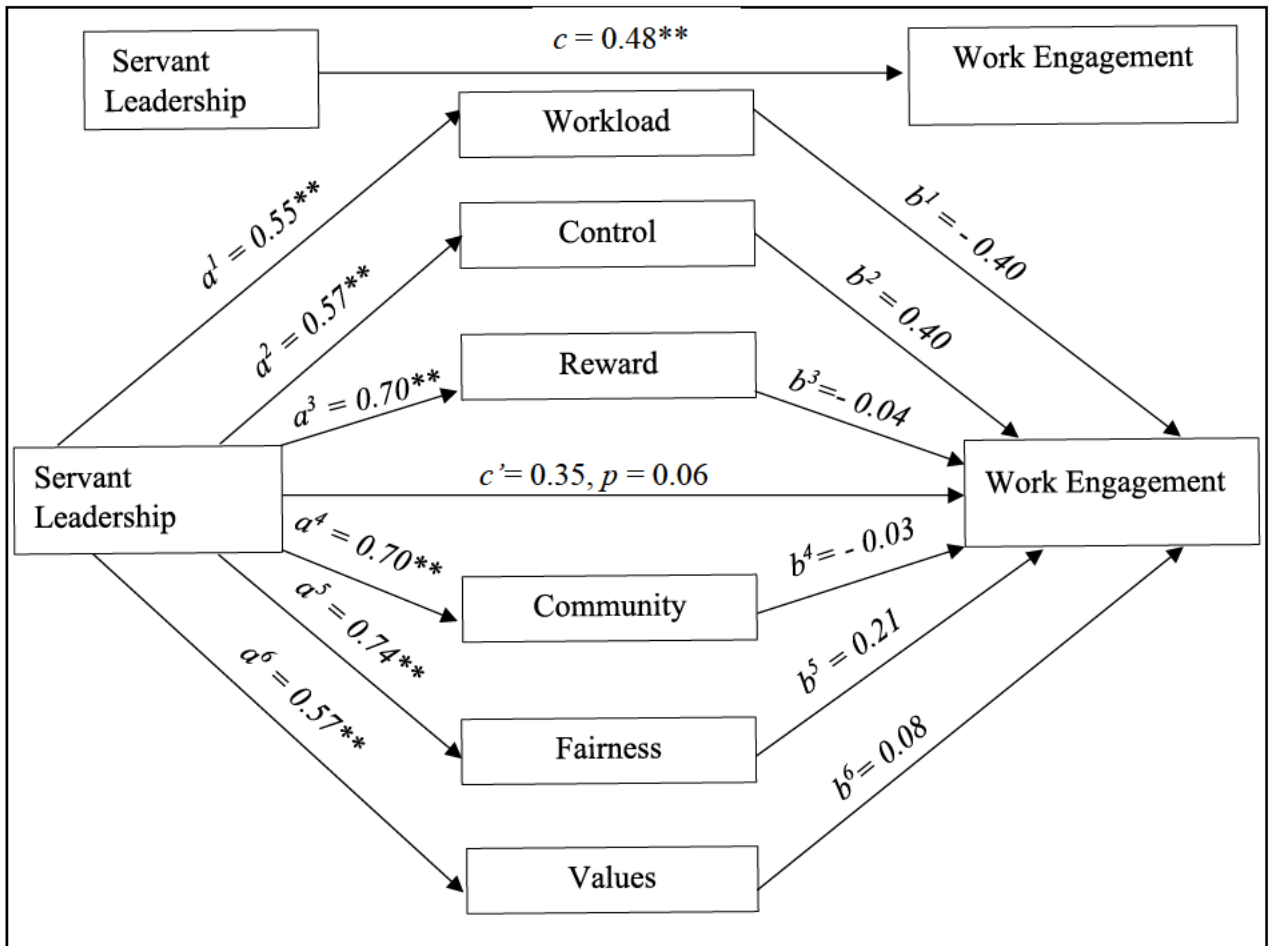 c = 0.48**
Servant
Leadership
Work Engagement
Workload
a¹ = 0.55**
b¹ = - 0.40
Control
a² = 0.57**
b² = 0.40
Reward
a³ = 0.70**
b³= - 0.04
Servant
Leadership
c’= 0.35, p = 0.06
Work Engagement
a⁴ = 0.70**
b⁴= - 0.03
Community
a⁵ = 0.74**
b⁵ = 0.21
Fairness
a⁶ = 0.57**
b⁶= 0.08
Values